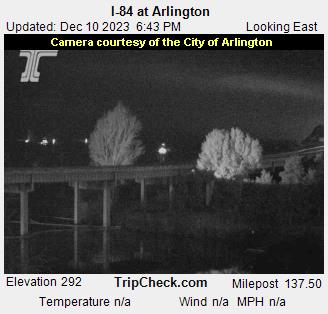 I-84 at Arlington
Updated: Dec 10 2023 6:43 PM Looking East
Camera courtesy of the City of Arlington
Elevation 292 TripCheck.com Milepost 137.50
Temperature n/a Wind n/a MPH n/a